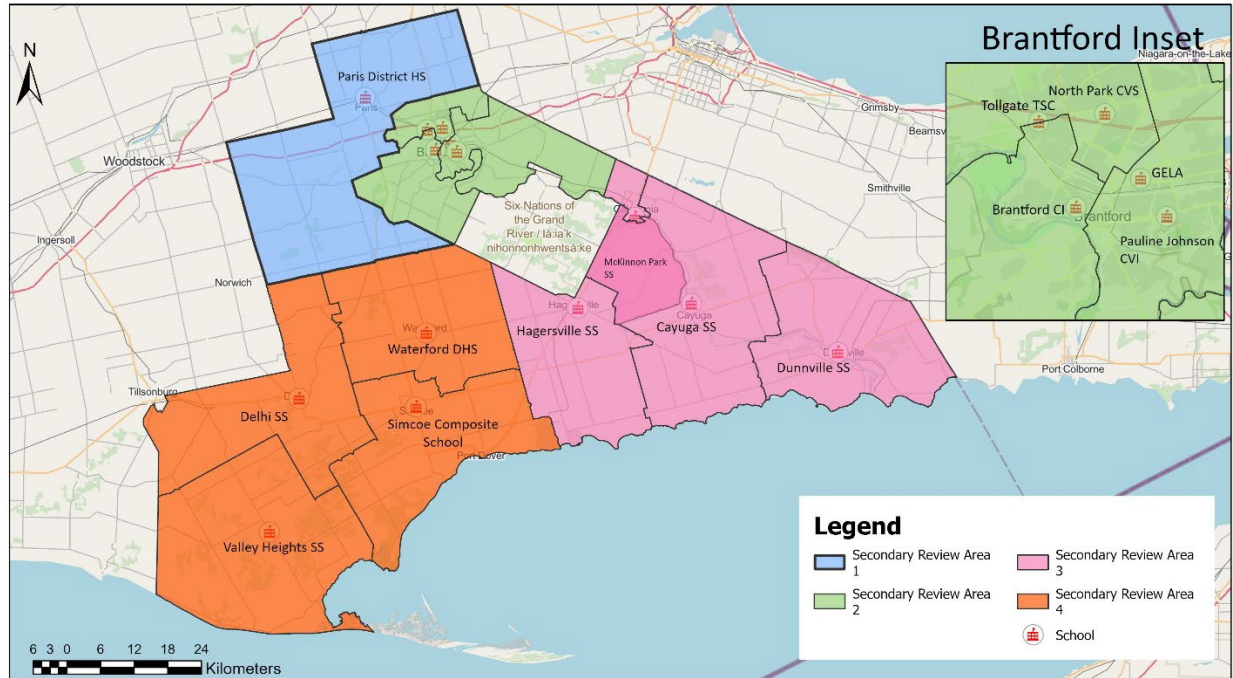 Brantford Inset
N
Paris District HS
Paris
Woodstock
Ingersoll
Norwich
Tillsonburg
Grimsby
Beamsv
Smithville
Niagara-on-the-Lake
Port Colborne
North Park CVS
Tollgate TSC
GELA
Brantford CI
Brantford
Pauline Johnson
CVI
Six Nations of
the Grand
River / Ia:ia'k
nihononhwentsá:ke
McKinnon Park
SS
Hagersville SS
Cayuga
Cayuga SS
Dunnville SS
Waterford DHS
Delhi SS
Simcoe Composite
School
Port Dover
Valley Heights SS
Legend
Secondary Review Area
1
Secondary Review Area
2
Secondary Review Area
3
Secondary Review Area
4
School
6 3 0 6 12 18 24
Kilometers